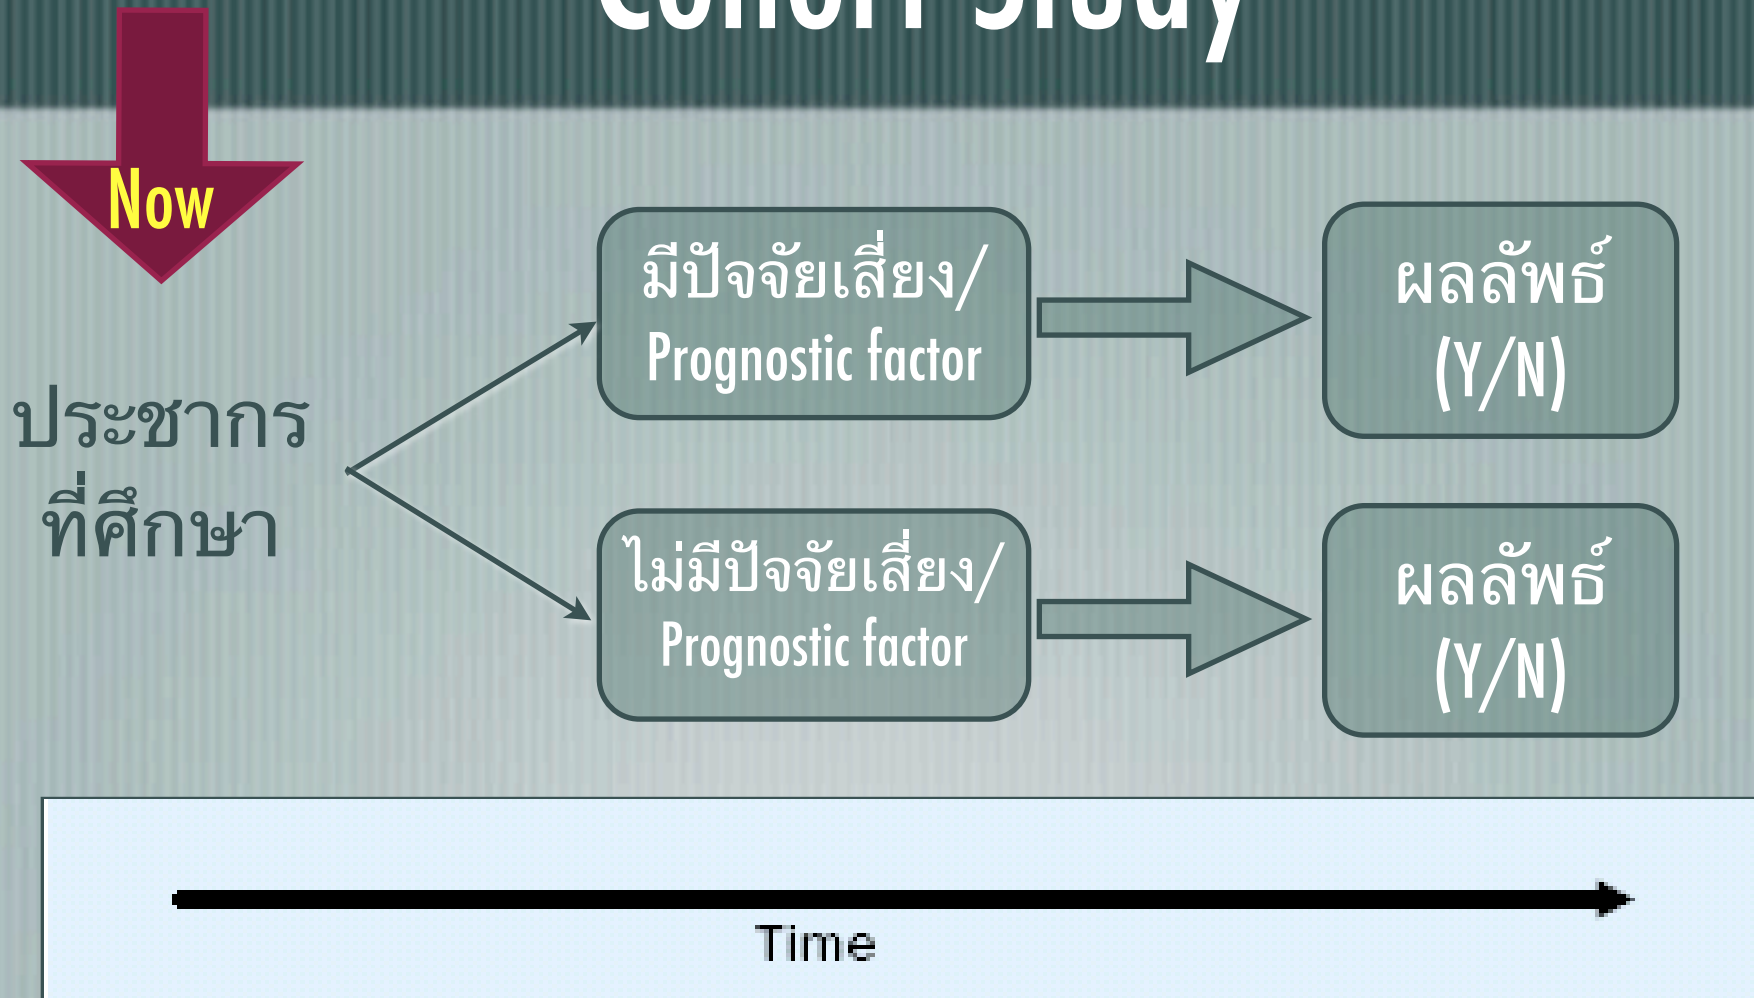 Cohort Study
Now
ประชากร
ที่ศึกษา
มีปัจจัยเสี่ยง/
Prognostic factor
ผลลัพธ์
(Y/N)
ไม่มีปัจจัยเสี่ยง/
Prognostic factor
ผลลัพธ์
(Y/N)
Time